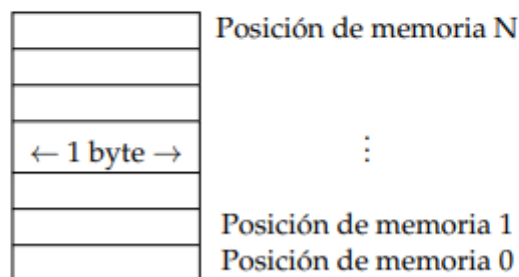 Posición de memoria N
← 1 byte →
⋮
Posición de memoria 1
Posición de memoria 0